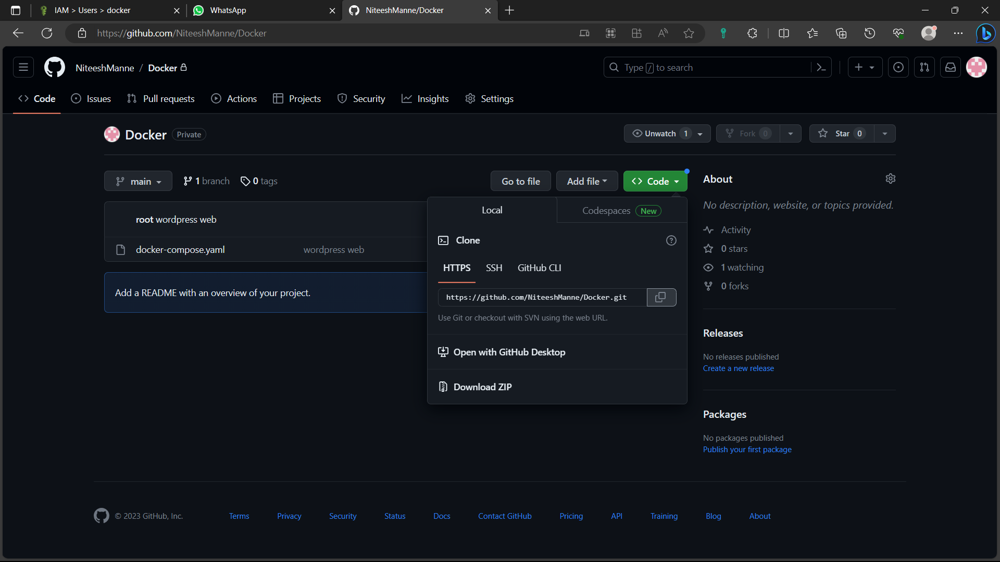 IAM > Users > docker
WhatsApp
NiteeshManne/Docker
https://github.com/NiteeshManne/Docker
NiteeshManne / Docker
Type / to search
Code
Issues
Pull requests
Actions
Projects
Security
Insights
Settings
Docker Private
Unwatch 1
Fork 0
Star 0
main
1 branch
0 tags
Go to file
Add file
Code
root wordpress web
docker-compose.yaml wordpress web
Add a README with an overview of your project.
Local
Codespaces New
Clone
HTTPS SSH GitHub CLI
https://github.com/NiteeshManne/Docker.git
Use Git or checkout with SVN using the web URL.
Open with GitHub Desktop
Download ZIP
About
No description, website, or topics provided.
Activity
0 stars
1 watching
0 forks
Releases
No releases published
Create a new release
Packages
No packages published
Publish your first package
© 2023 GitHub, Inc.
Terms
Privacy
Security
Status
Docs
Contact GitHub
Pricing
API
Training
Blog
About